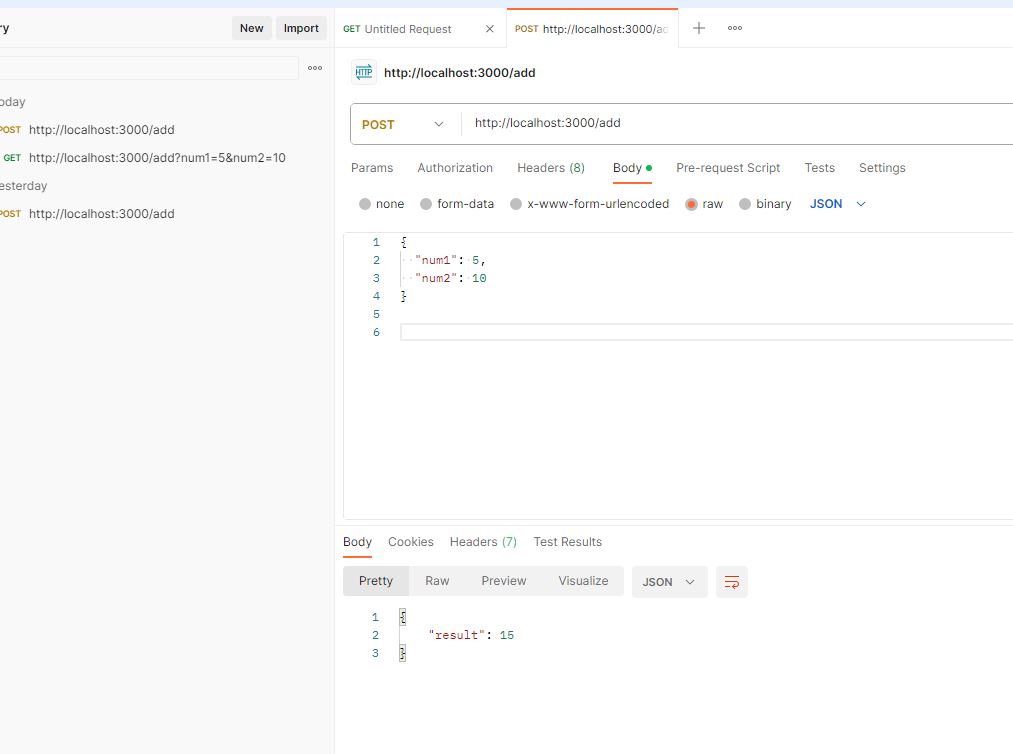 ry New Import
GET Untitled Request
POST http://localhost:3000/ad
HTTP http://localhost:3000/add
oday
POST http://localhost:3000/add
GET http://localhost:3000/add?num1=5&num2=10
esterday
POST http://localhost:3000/add
POST http://localhost:3000/add
Params Authorization Headers (8) Body Pre-request Script Tests Settings
none form-data x-www-form-urlencoded raw binary JSON
1 {
2 "num1": 5,
3 "num2": 10
4 }
5
6
Body Cookies Headers (7) Test Results
Pretty Raw Preview Visualize JSON
1 {
2 "result": 15
3 }